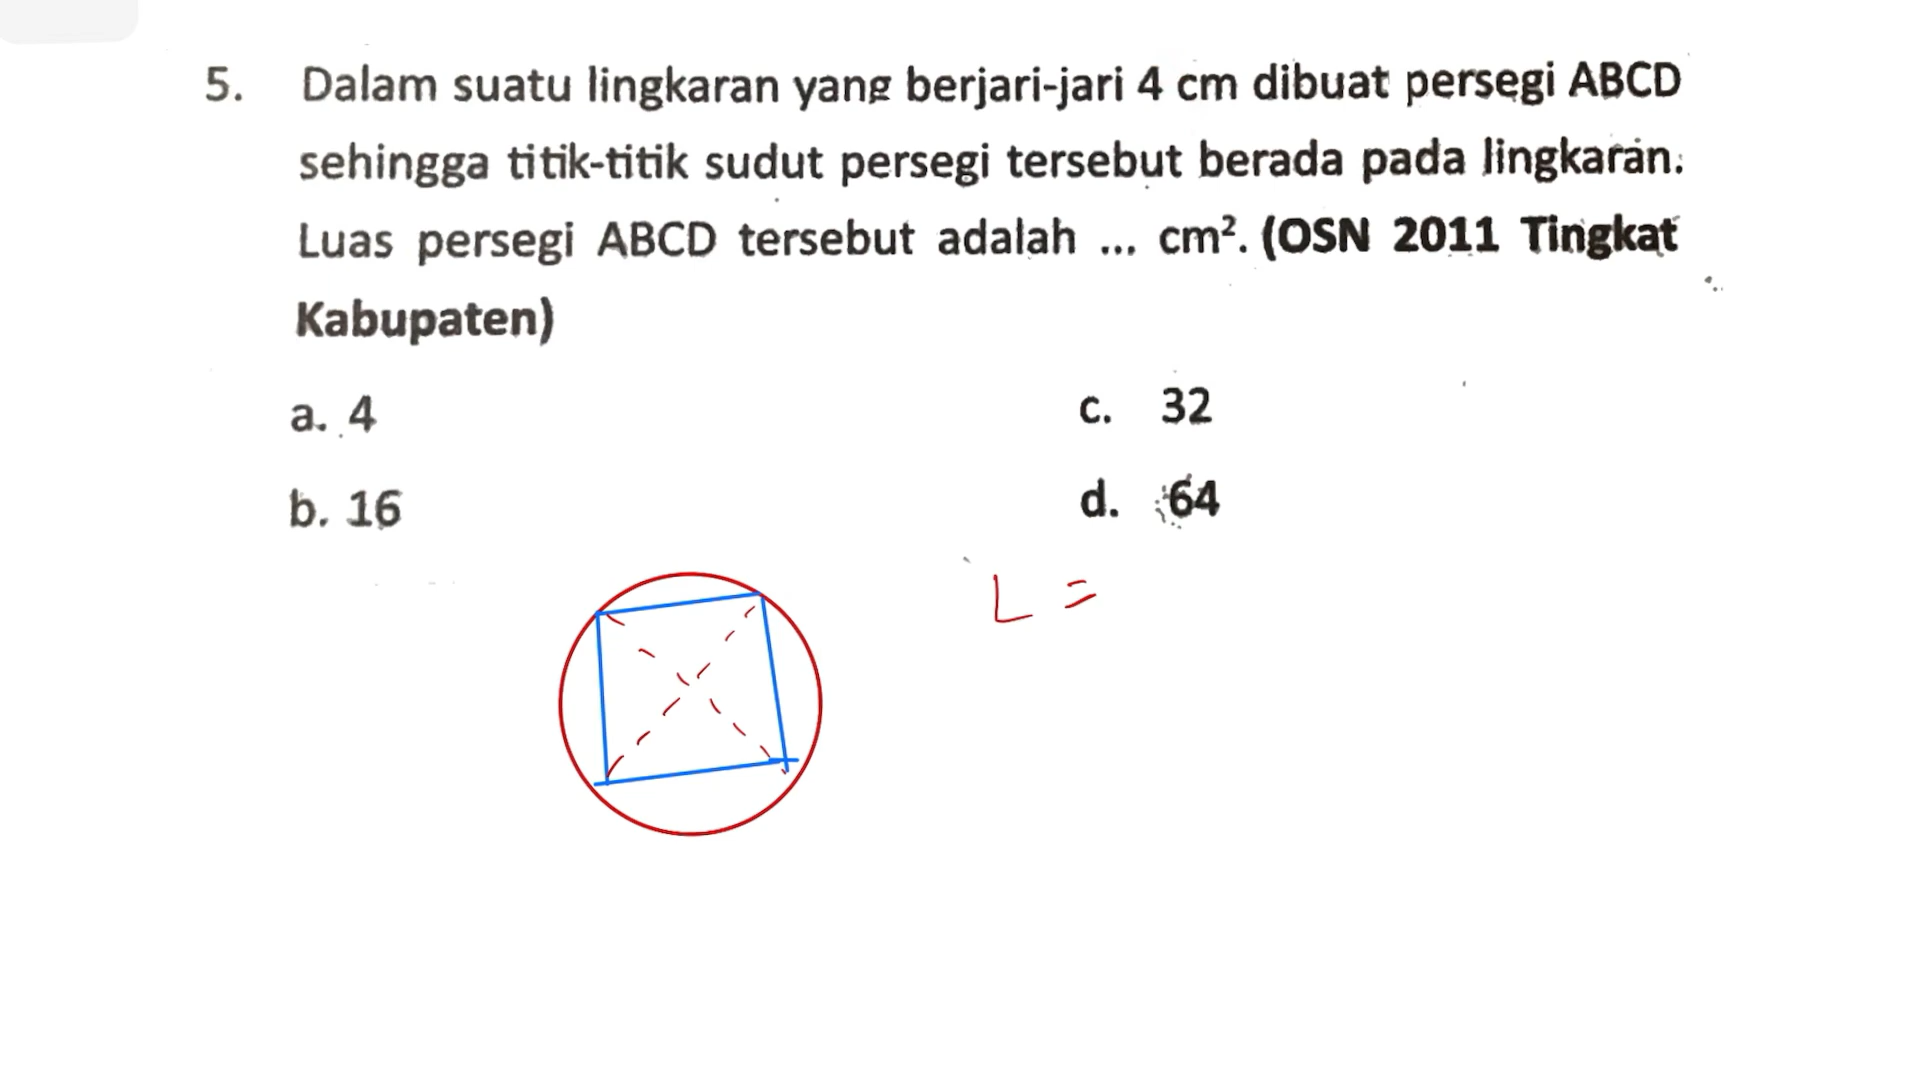 5. Dalam suatu lingkaran yang berjari-jari 4 cm dibuat persegi ABCD
sehingga titik-titik sudut persegi tersebut berada pada lingkaran.
Luas persegi ABCD tersebut adalah ... cm². (OSN 2011 Tingkat
Kabupaten)
a. 4
b. 16
c. 32
d. 64
L =